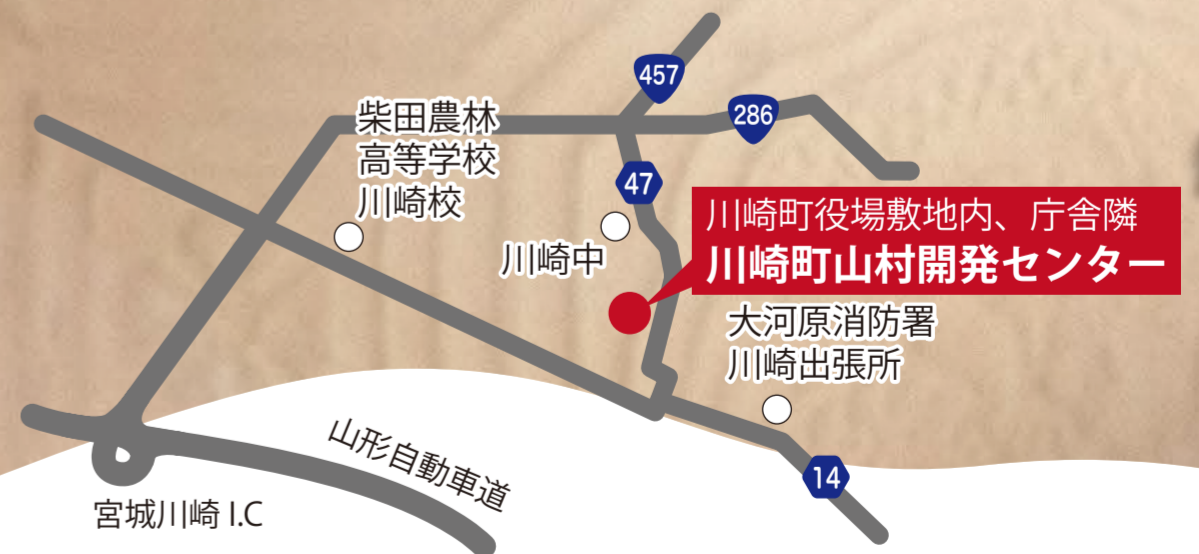 457
286
柴田農林
高等学校
川崎校
47
川崎町役場敷地内、庁舎隣
川崎町山村開発センター
川崎中
大河原消防署
川崎出張所
山形自動車道
14
宮城川崎 I.C